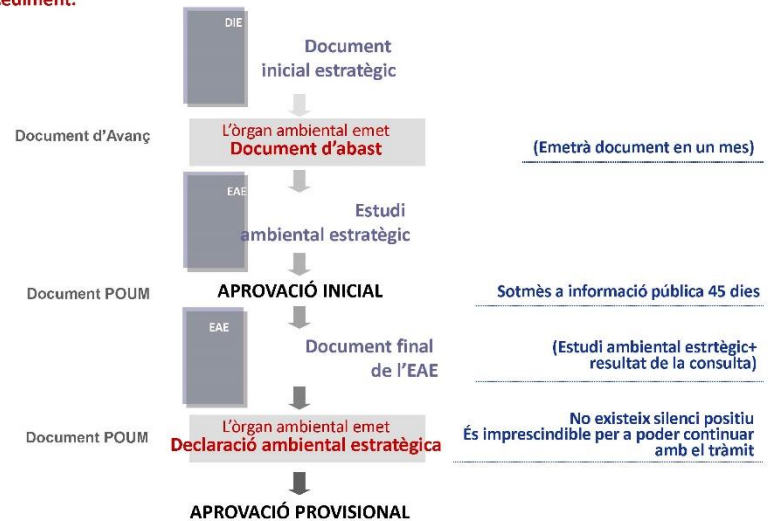 cediment:
DIE
Document
inicial estratègic
Document d'Avanç
L'òrgan ambiental emet
Document d'abast
(Emetrà document en un mes)
EAE
Estudi
ambiental estratègic
Document POUM
APROVACIÓ INICIAL
Sotmès a informació pública 45 dies
EAE
Document final
de l'EAE
(Estudi ambiental estrtègic+
resultat de la consulta)
Document POUM
L'òrgan ambiental emet
Declaració ambiental estratègica
No existeix silenci positiu
És imprescindible per a poder continuar
amb el tràmit
APROVACIÓ PROVISIONAL